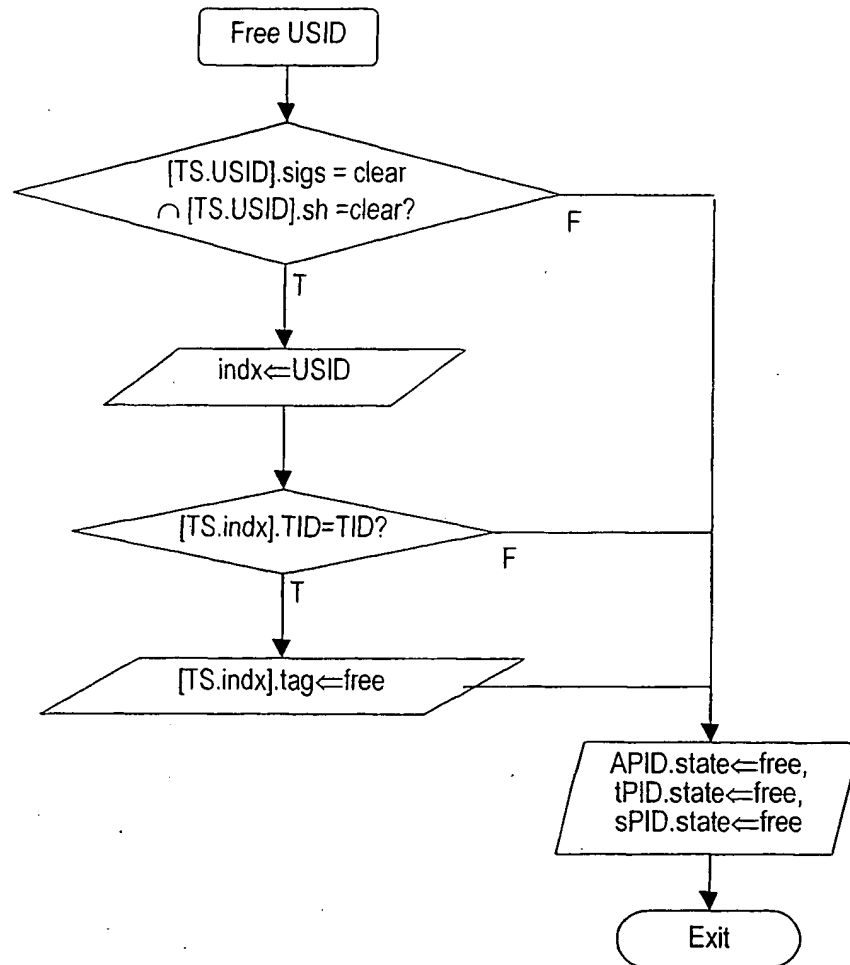 Free USID
[TS.USID].sigs = clear
∩ [TS.USID].sh =clear?
F
T
indx⇐USID
[TS.indx].TID=TID?
F
T
[TS.indx].tag⇐free
APID.state⇐free,
tPID.state⇐free,
sPID.state⇐free
Exit